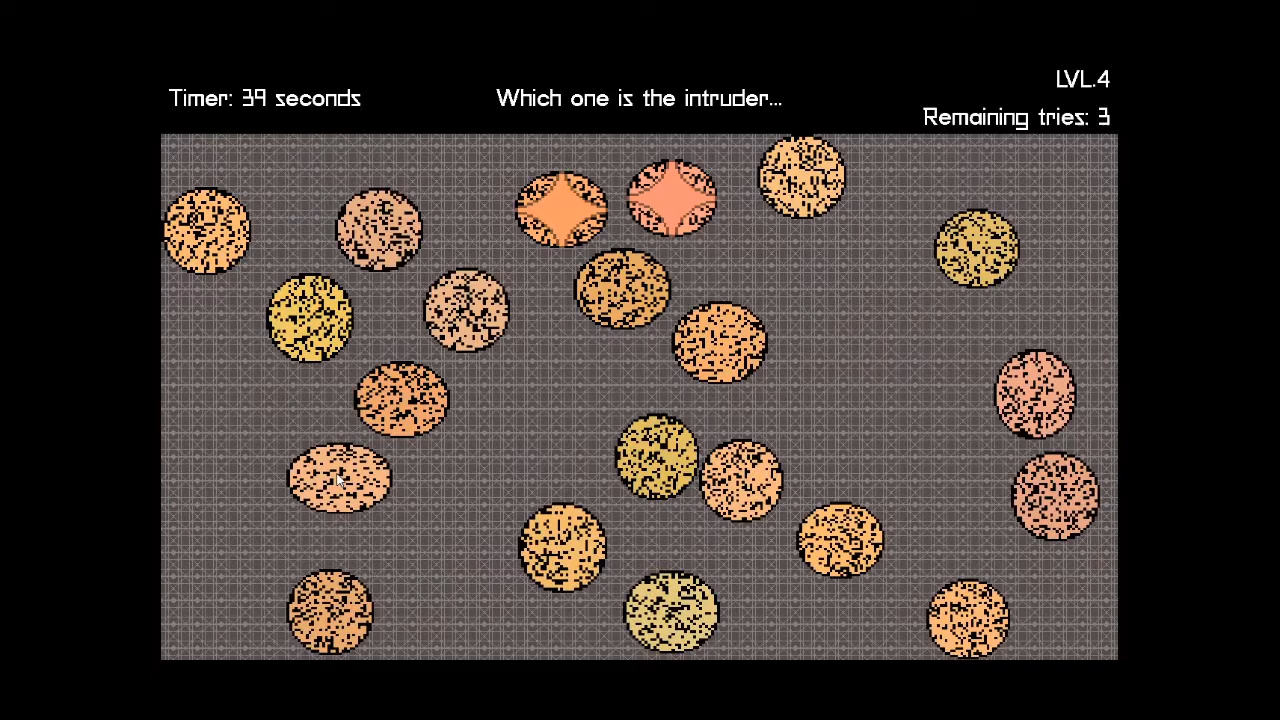 LVL.4
Timer: 39 seconds
Which one is the intruder...
Remaining tries: 3